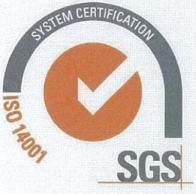 SYSTEM CERTIFICATION
ISO 14001
SGS